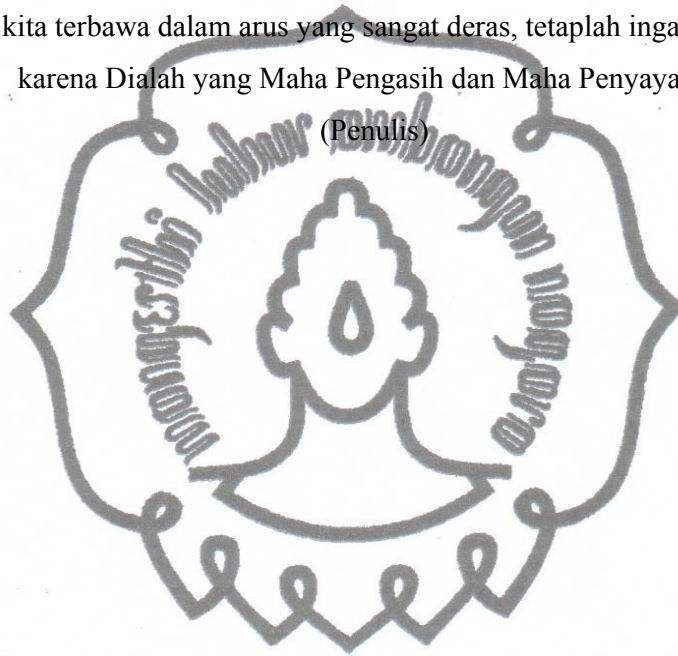 kita terbawa dalam arus yang sangat deras, tetaplah inga
karena Dialah yang Maha Pengasih dan Maha Penyaya
(Penulis)